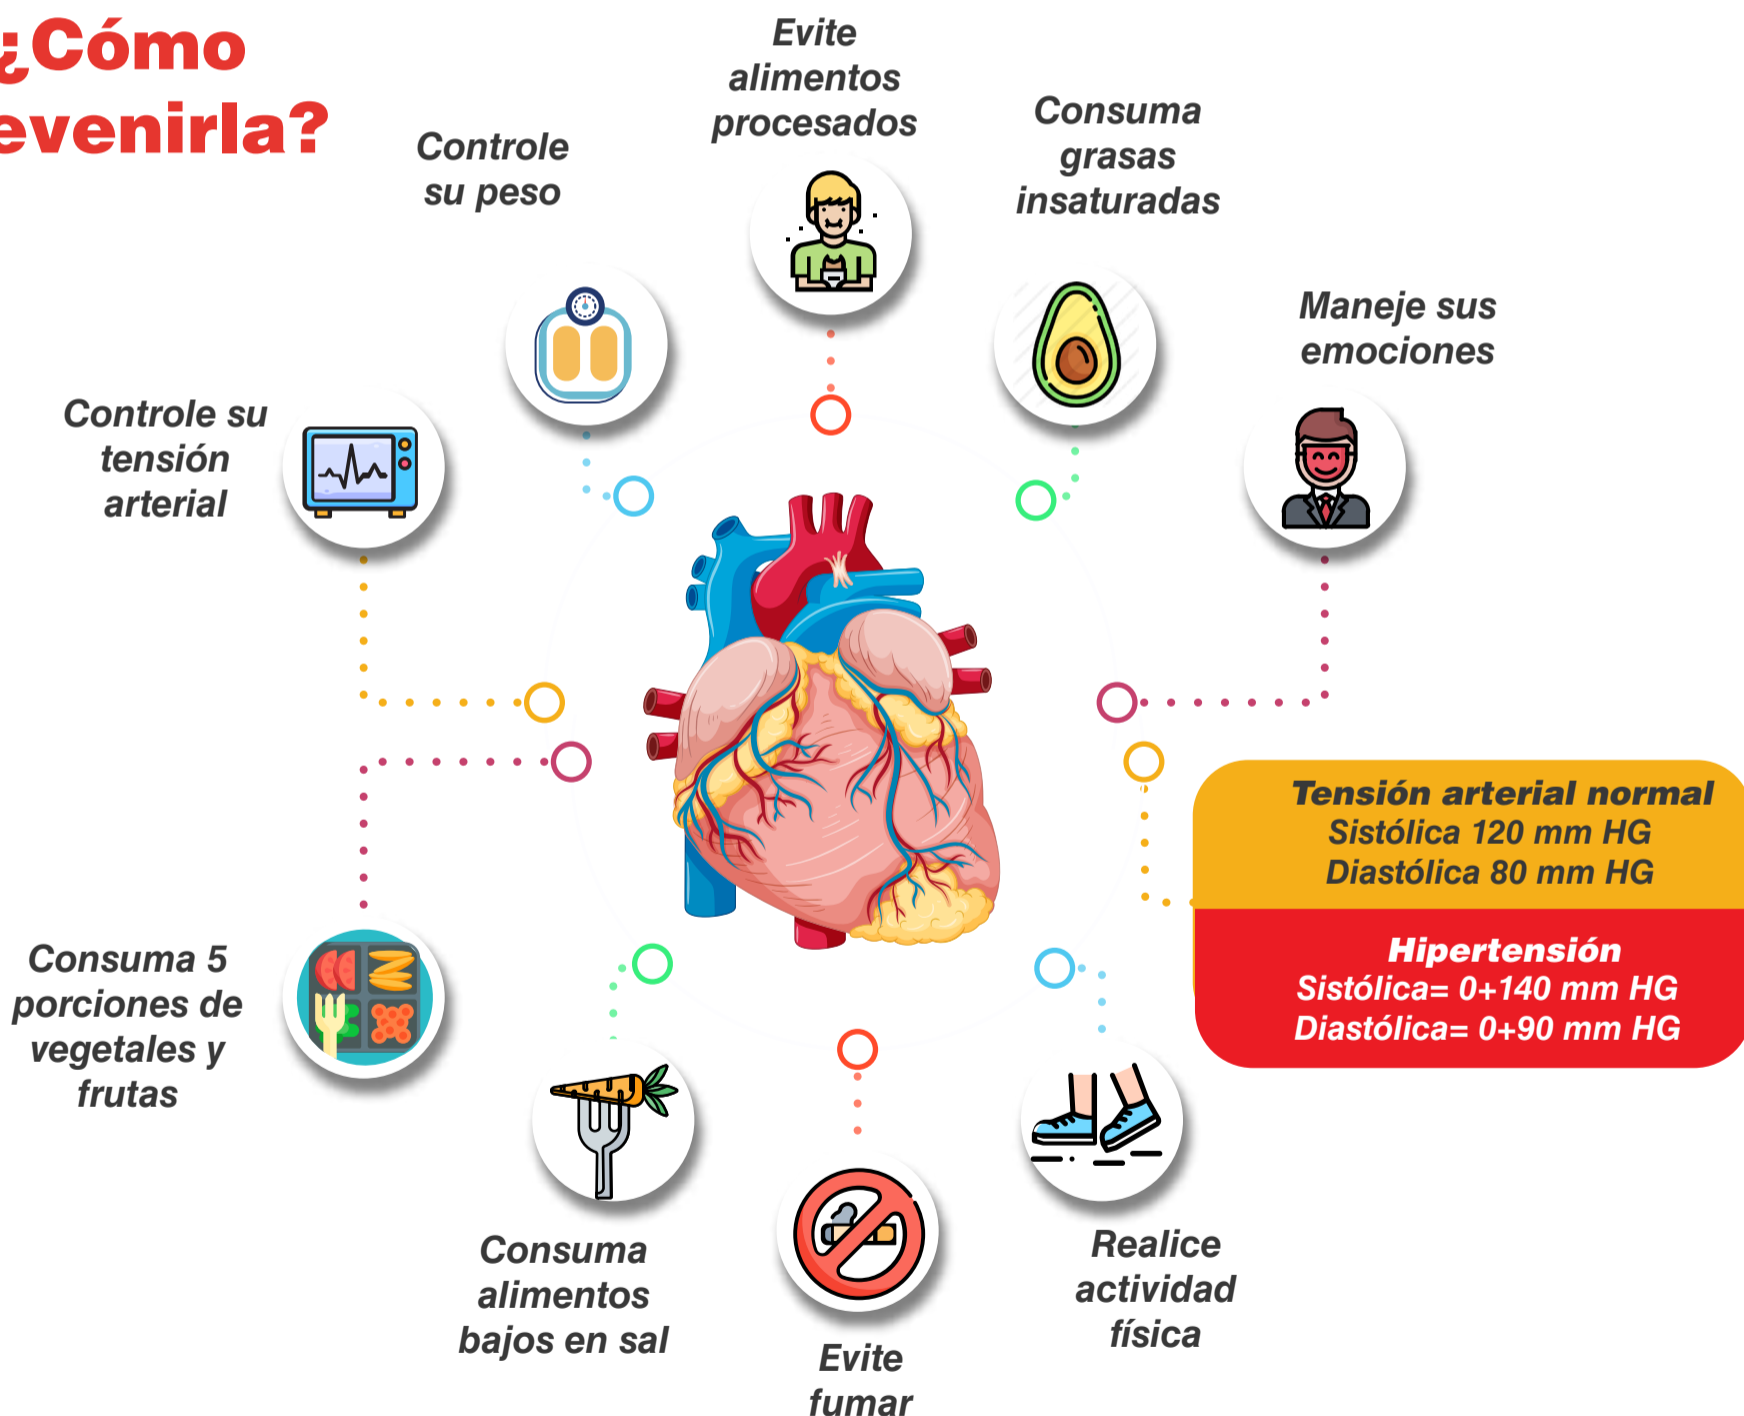 ¿Cómo
evenirla?
Evite
alimentos
procesados
Consuma
grasas
insaturadas
Controle
su peso
Maneje sus
emociones
Controle su
tensión
arterial
Tensión arterial normal
Sistólica 120 mm HG
Diastólica 80 mm HG
Hipertensión
Sistólica= 0+140 mm HG
Diastólica= 0+90 mm HG
Consuma 5
porciones de
vegetales y
frutas
Consuma
alimentos
bajos en sal
Evite
fumar
Realice
actividad
física